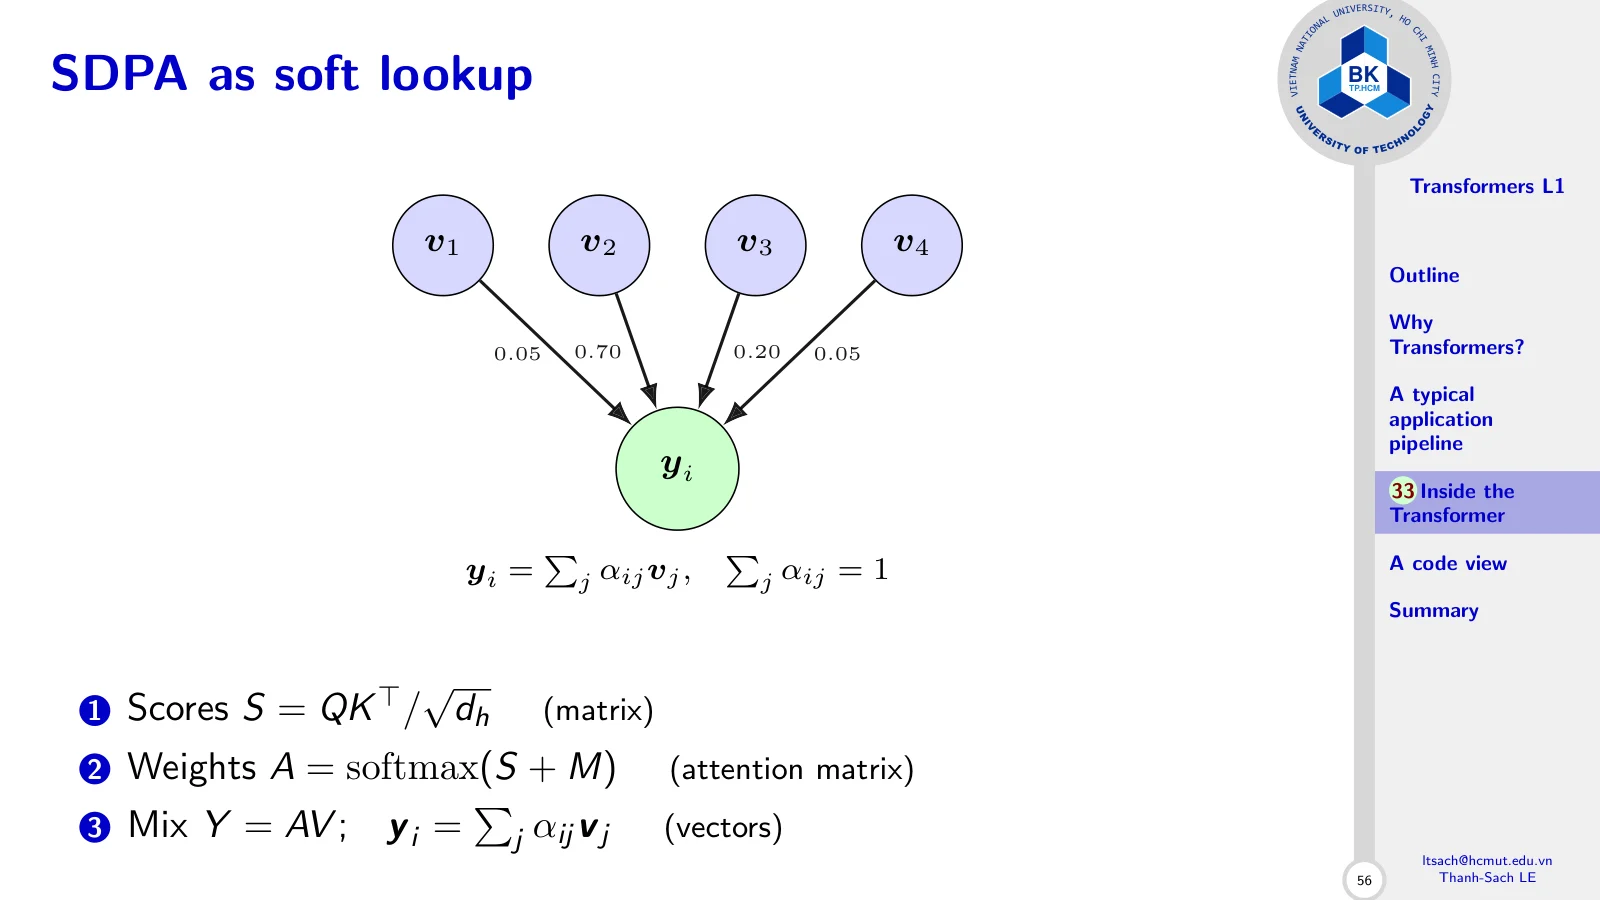 SDPA as soft lookup
v1 v2 v3 v4
0.05 0.70 0.20 0.05
yi
yi = ∑j αij vj, ∑j αij = 1
1 Scores S = QK⊤/√dh (matrix)
2 Weights A = softmax(S + M) (attention matrix)
3 Mix Y = AV; yi = ∑j αij vj (vectors)
VIETNAM NATIONAL UNIVERSITY, HO CHI MINH CITY
BK
TP.HCM
UNIVERSITY OF TECHNOLOGY
Transformers L1
Outline
Why
Transformers?
A typical
application
pipeline
33 Inside the
Transformer
A code view
Summary
56
ltsach@hcmut.edu.vn
Thanh-Sach LE